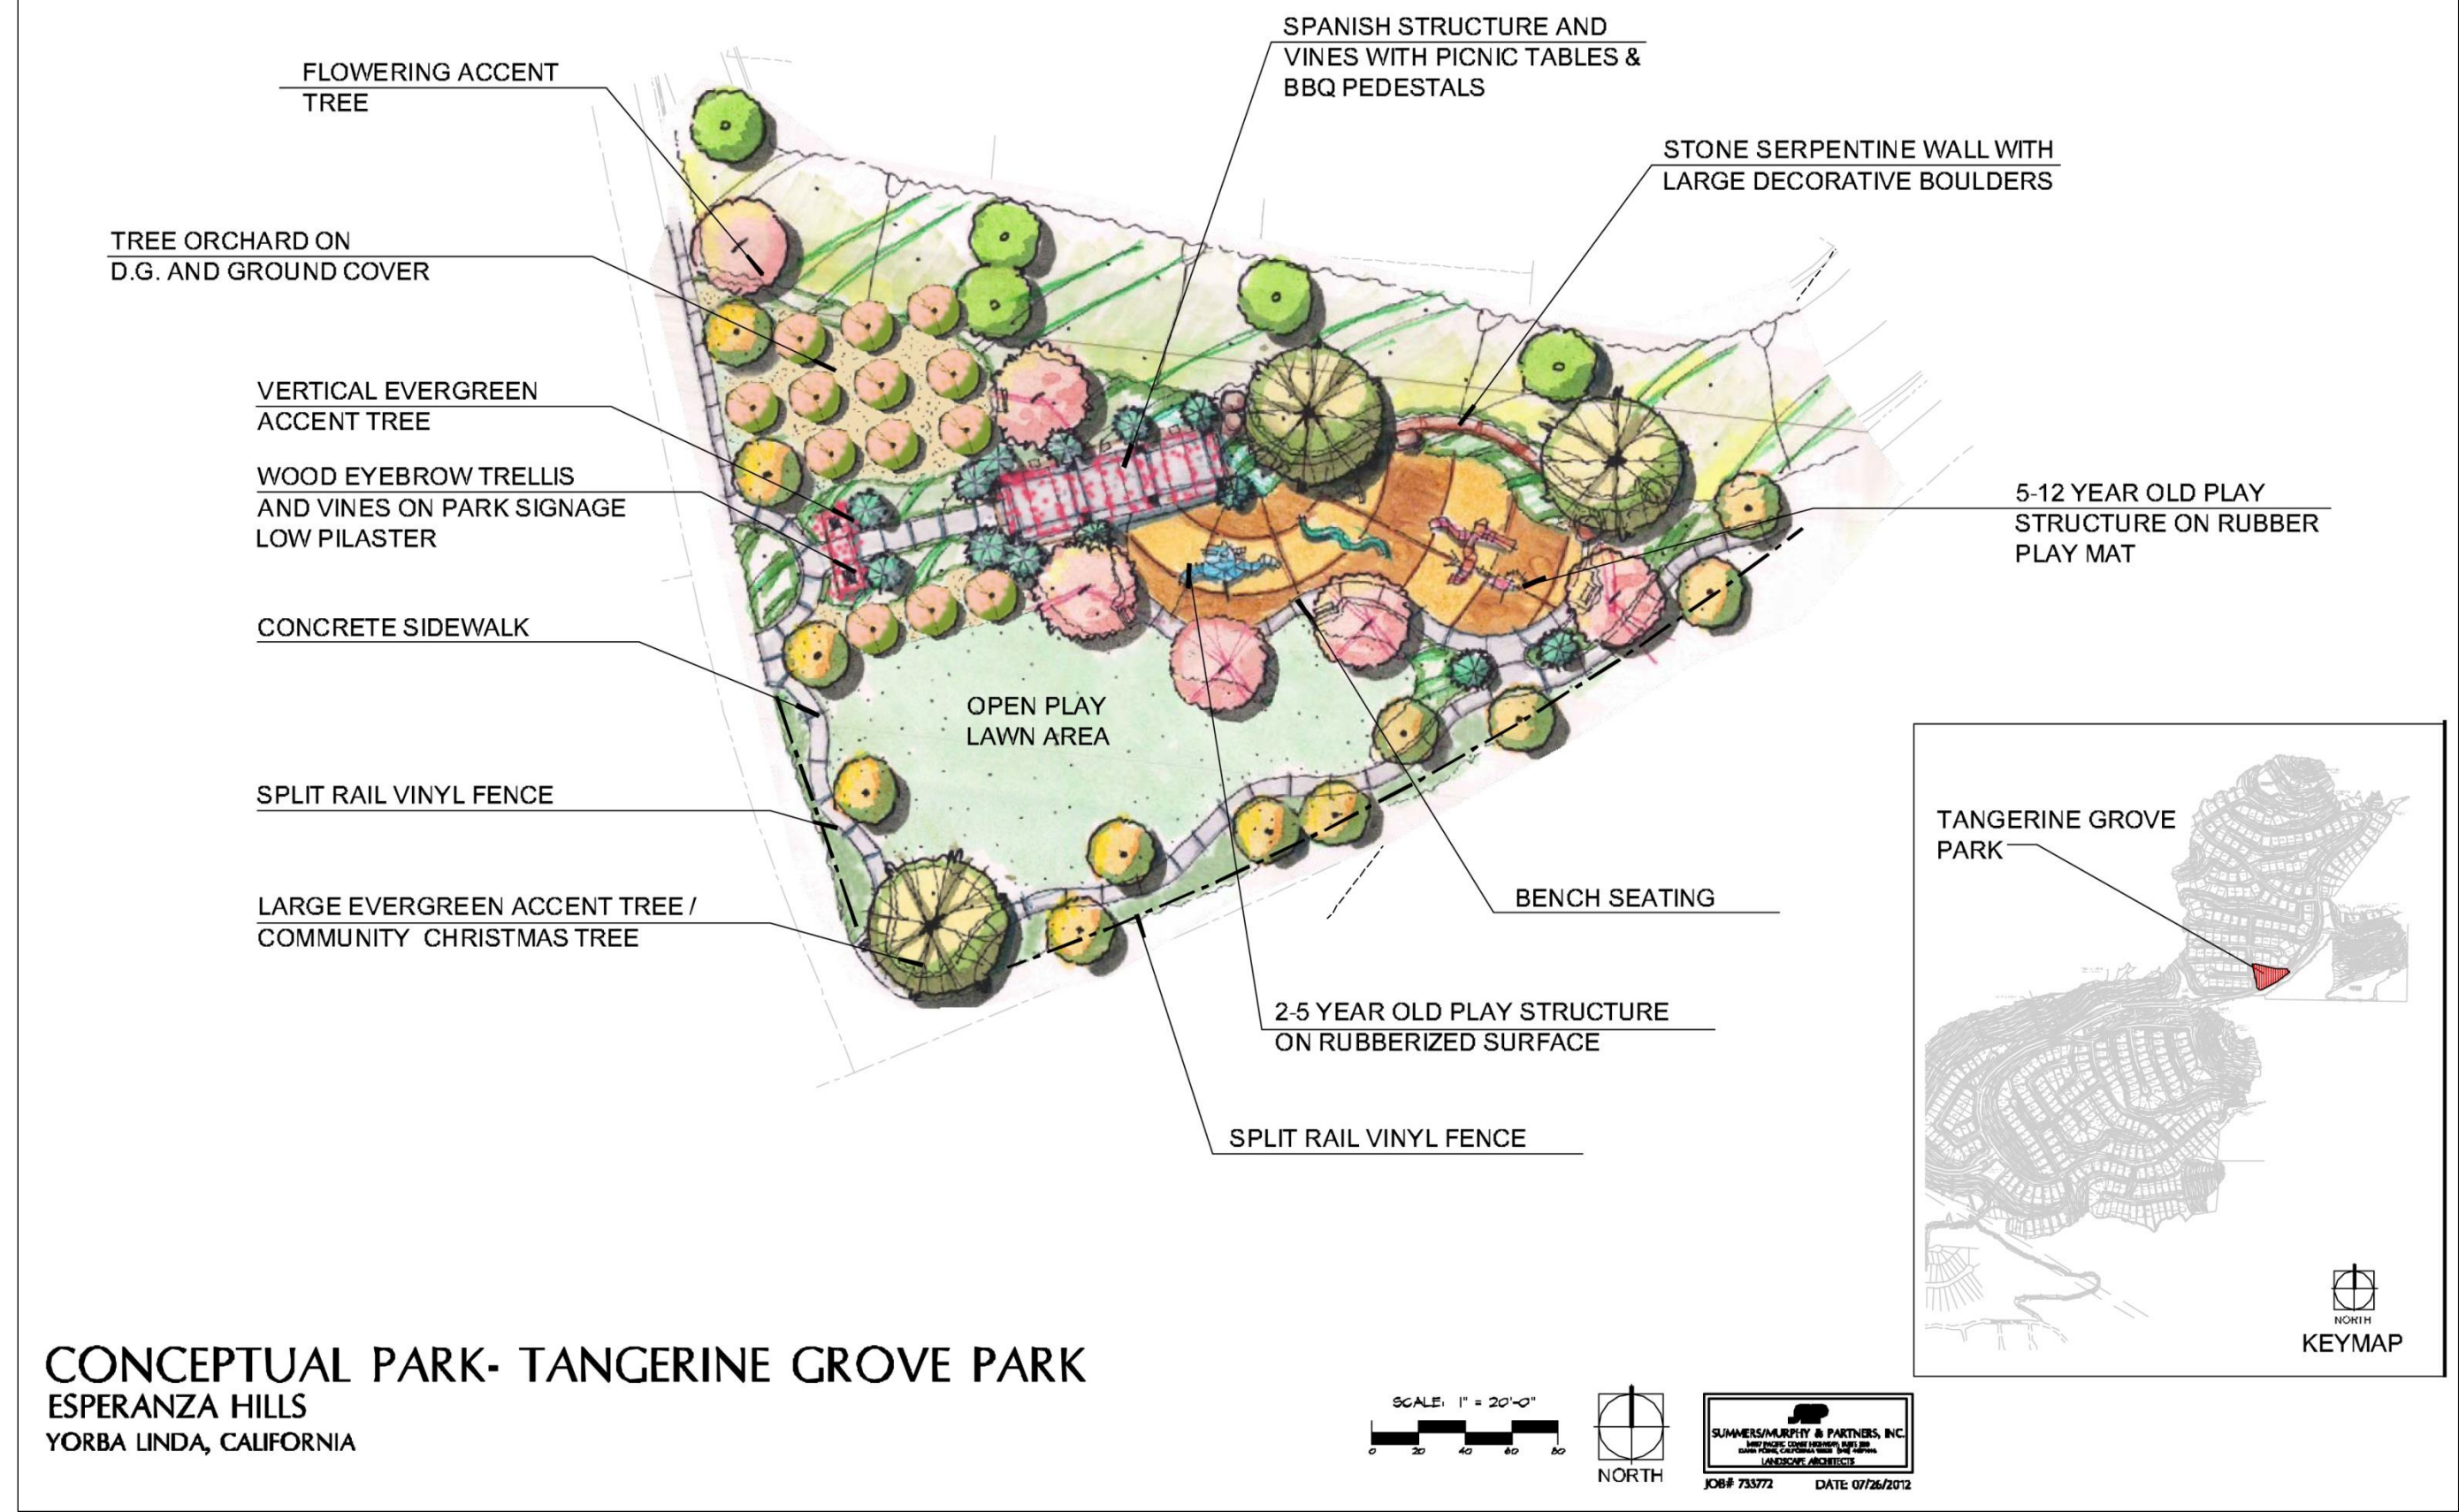 FLOWERING ACCENT
TREE
TREE ORCHARD ON
D.G. AND GROUND COVER
VERTICAL EVERGREEN
ACCENT TREE
WOOD EYEBROW TRELLIS
AND VINES ON PARK SIGNAGE
LOW PILASTER
CONCRETE SIDEWALK
SPLIT RAIL VINYL FENCE
LARGE EVERGREEN ACCENT TREE /
COMMUNITY CHRISTMAS TREE
SPANISH STRUCTURE AND
VINES WITH PICNIC TABLES &
BBQ PEDESTALS
STONE SERPENTINE WALL WITH
LARGE DECORATIVE BOULDERS
5-12 YEAR OLD PLAY
STRUCTURE ON RUBBER
PLAY MAT
OPEN PLAY
LAWN AREA
BENCH SEATING
2-5 YEAR OLD PLAY STRUCTURE
ON RUBBERIZED SURFACE
SPLIT RAIL VINYL FENCE
TANGERINE GROVE
PARK
NORTH
KEYMAP
CONCEPTUAL PARK- TANGERINE GROVE PARK
ESPERANZA HILLS
YORBA LINDA, CALIFORNIA
SCALE: 1" = 20'-0"
0 20 40 60 80
NORTH
SUMMERS/MURPHY & PARTNERS, INC.
LANDSCAPE ARCHITECTS
JOB# 733772 DATE: 07/26/2012